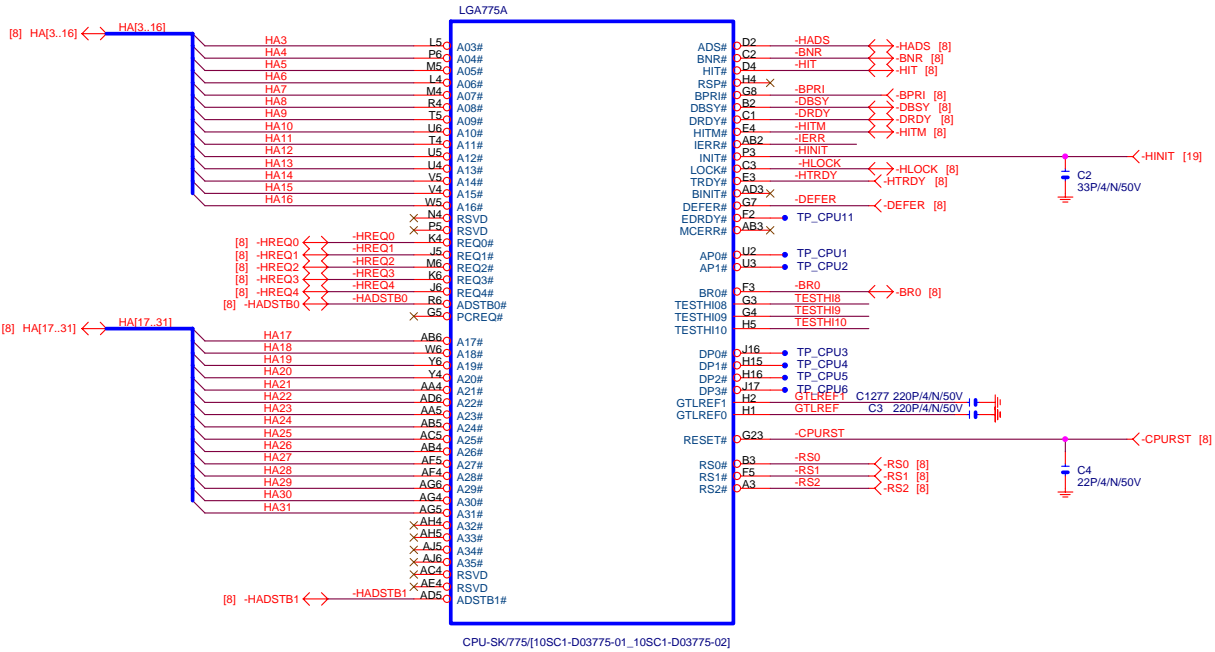 LGA775A
[8] HA[3..16] HA[3..16]
HA3 L5 A03#
HA4 P6 A04#
HA5 M5 A05#
HA6 L4 A06#
HA7 M4 A07#
HA8 R4 A08#
HA9 T5 A09#
HA10 U6 A10#
HA11 T4 A11#
HA12 U5 A12#
HA13 U4 A13#
HA14 V5 A14#
HA15 V4 A15#
HA16 W5 A16#
N4 RSVD
P5 RSVD
[8] -HREQ0 -HREQ0 K4 REQ0#
[8] -HREQ1 -HREQ1 J5 REQ1#
[8] -HREQ2 -HREQ2 M6 REQ2#
[8] -HREQ3 -HREQ3 K6 REQ3#
[8] -HREQ4 -HREQ4 J6 REQ4#
[8] -HADSTB0 -HADSTB0 R6 ADSTB0#
G5 PCREQ#
[8] HA[17..31] HA[17..31]
HA17 AB6 A17#
HA18 W6 A18#
HA19 Y6 A19#
HA20 Y4 A20#
HA21 AA4 A21#
HA22 AD6 A22#
HA23 AA5 A23#
HA24 AB5 A24#
HA25 AC5 A25#
HA26 AB4 A26#
HA27 AF5 A27#
HA28 AF4 A28#
HA29 AG6 A29#
HA30 AG4 A30#
HA31 AG5 A31#
AH4 A32#
AH5 A33#
AJ5 A34#
AJ6 A35#
AC4 RSVD
AE4 RSVD
[8] -HADSTB1 -HADSTB1 AD5 ADSTB1#
ADS# D2 -HADS -HADS [8]
BNR# C2 -BNR -BNR [8]
HIT# D4 -HIT -HIT [8]
RSP# H4
BPRI# G8 -BPRI -BPRI [8]
DBSY# B2 -DBSY -DBSY [8]
DRDY# C1 -DRDY -DRDY [8]
HITM# E4 -HITM -HITM [8]
IERR# AB2 -IERR
INIT# P3 -HINIT -HINIT [19]
LOCK# C3 -HLOCK -HLOCK [8]
TRDY# E3 -HTRDY -HTRDY [8]
BINIT# AD3
DEFER# G7 -DEFER -DEFER [8]
EDRDY# F2 TP_CPU11
MCERR# AB3
C2
33P/4/N/50V
AP0# U2 TP_CPU1
AP1# U3 TP_CPU2
BR0# F3 -BR0 -BR0 [8]
TESTHI08 G3 TESTHI8
TESTHI09 G4 TESTHI9
TESTHI10 H5 TESTHI10
DP0# J16 TP_CPU3
DP1# H15 TP_CPU4
DP2# H16 TP_CPU5
DP3# J17 TP_CPU6
GTLREF1 H2 GTLREF1 C1277 220P/4/N/50V
GTLREF0 H1 GTLREF C3 220P/4/N/50V
RESET# G23 -CPURST -CPURST [8]
RS0# B3 -RS0 -RS0 [8]
RS1# F5 -RS1 -RS1 [8]
RS2# A3 -RS2 -RS2 [8]
C4
22P/4/N/50V
CPU-SK/775/[10SC1-D03775-01_10SC1-D03775-02]